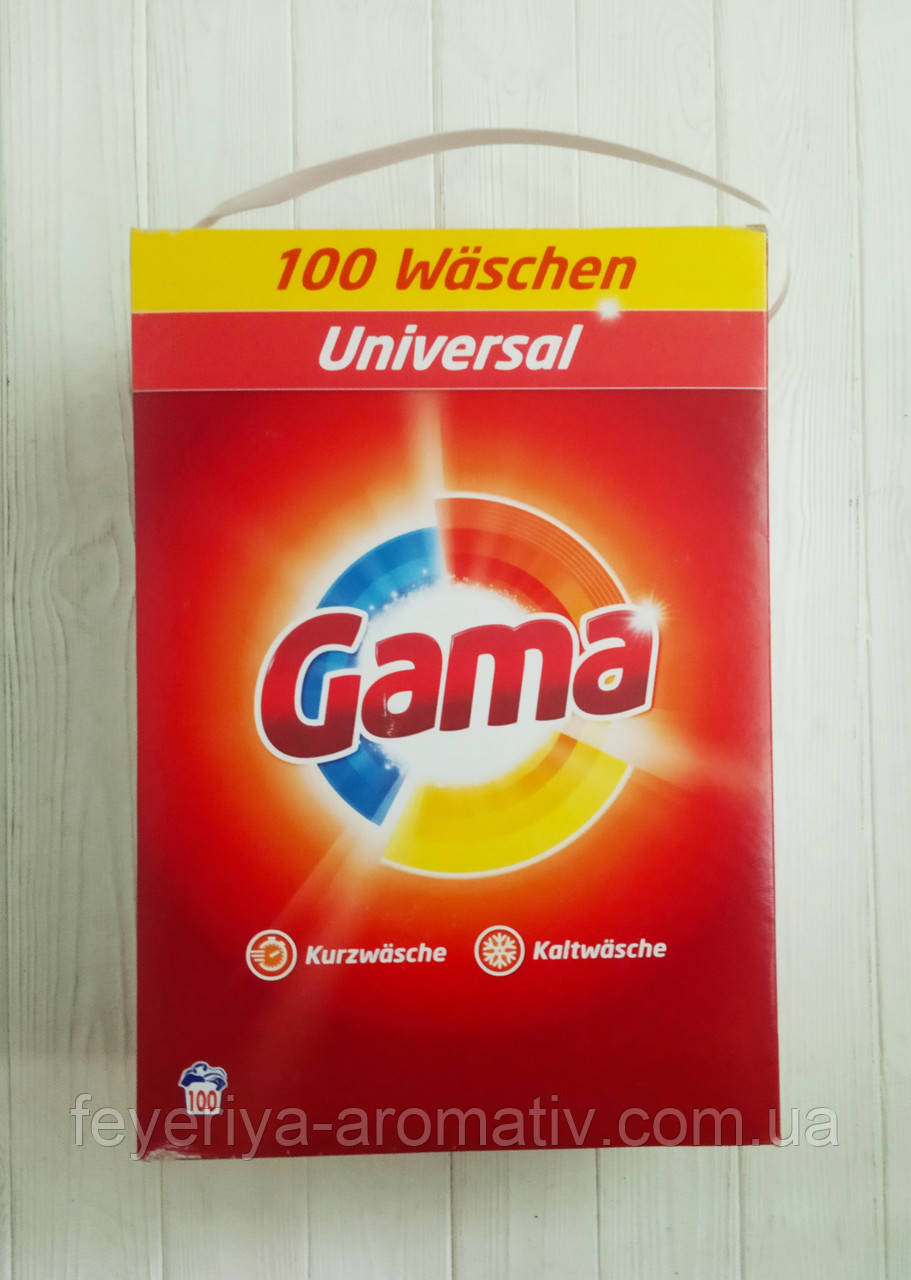 100 Wäschen
Universal
Gama
Kurzwäsche
Kaltwäsche
100
feyeriya-aromativ.com.ua